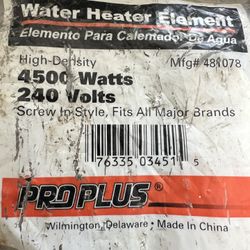 Water Heater Element
Elemento Para Calentador De Agua
High-Density Mfg# 481078
4500 Watts
240 Volts
Screw In Style, Fits All Major Brands
76335 03451 5
PROPLUS®
Wilmington, Delaware • Made In China